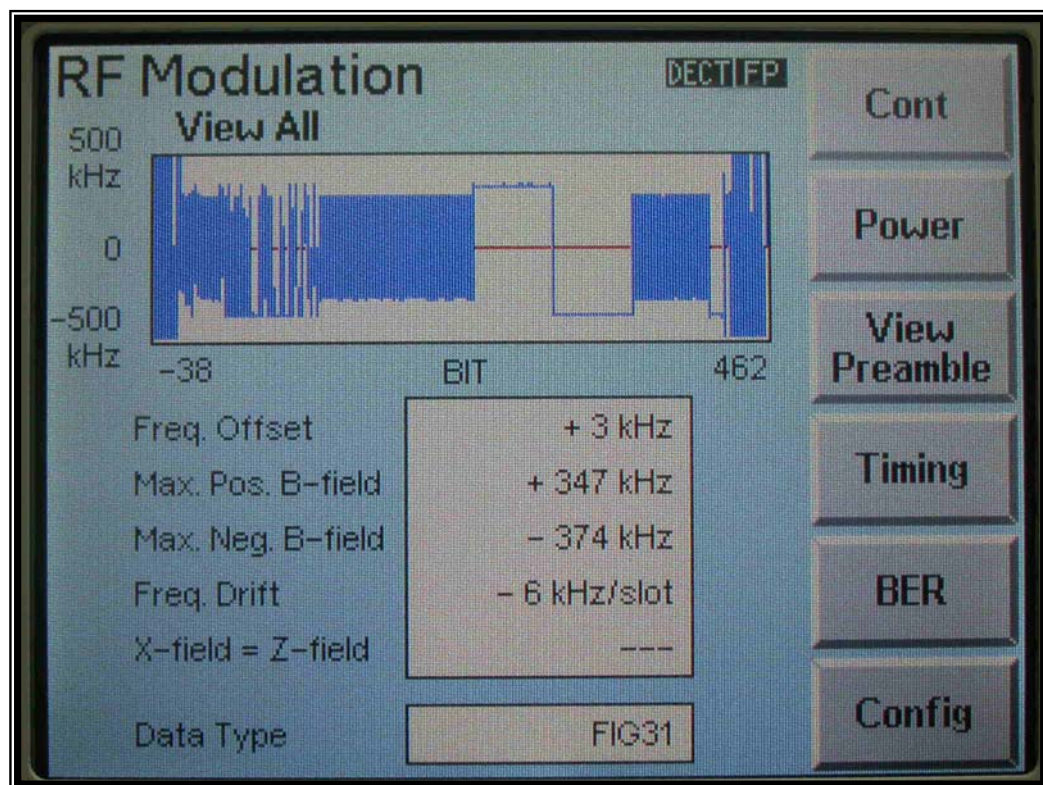 RF Modulation
DECT FP
View All
500
kHz
0
-500
kHz
-38
BIT
462
Freq. Offset
+ 3 kHz
Max. Pos. B-field
+ 347 kHz
Max. Neg. B-field
- 374 kHz
Freq. Drift
- 6 kHz/slot
X-field = Z-field
---
Data Type
FIG31
Cont
Power
View
Preamble
Timing
BER
Config